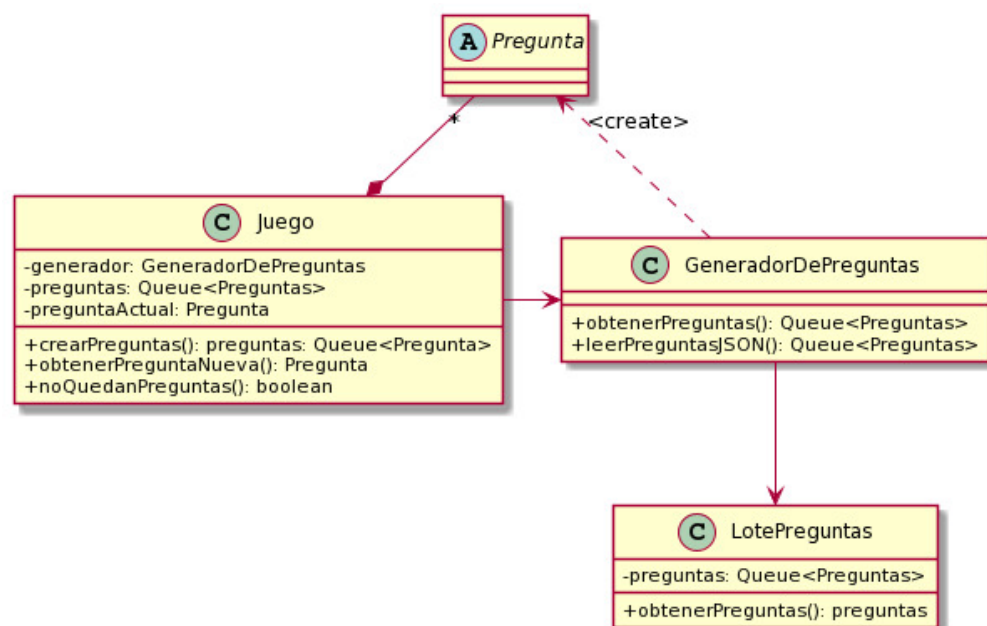 A Pregunta
*
<create>
C Juego
-generador: GeneradorDePreguntas
-preguntas: Queue<Preguntas>
-preguntaActual: Pregunta
+crearPreguntas(): preguntas: Queue<Pregunta>
+obtenerPreguntaNueva(): Pregunta
+noQuedanPreguntas(): boolean
C GeneradorDePreguntas
+obtenerPreguntas(): Queue<Preguntas>
+leerPreguntasJSON(): Queue<Preguntas>
C LotePreguntas
-preguntas: Queue<Preguntas>
+obtenerPreguntas(): preguntas